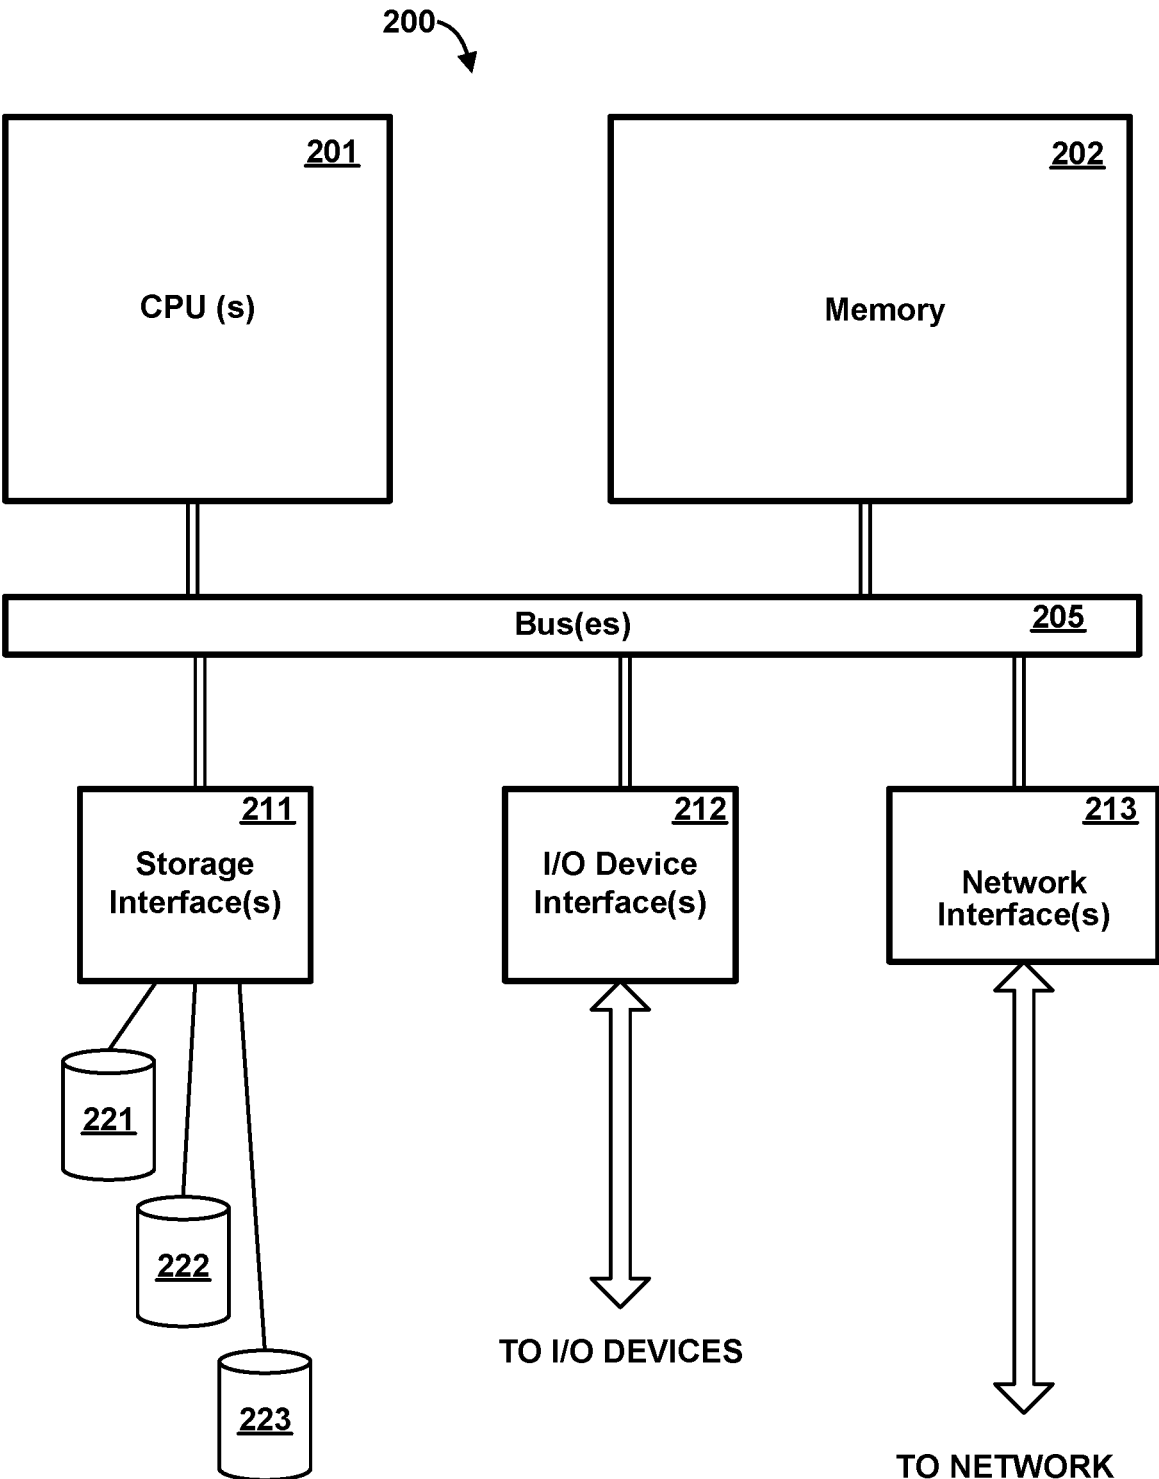 200
201
202
CPU (s)
Memory
Bus(es)
205
211
212
213
Storage
Interface(s)
I/O Device
Interface(s)
Network
Interface(s)
221
222
223
TO I/O DEVICES
TO NETWORK